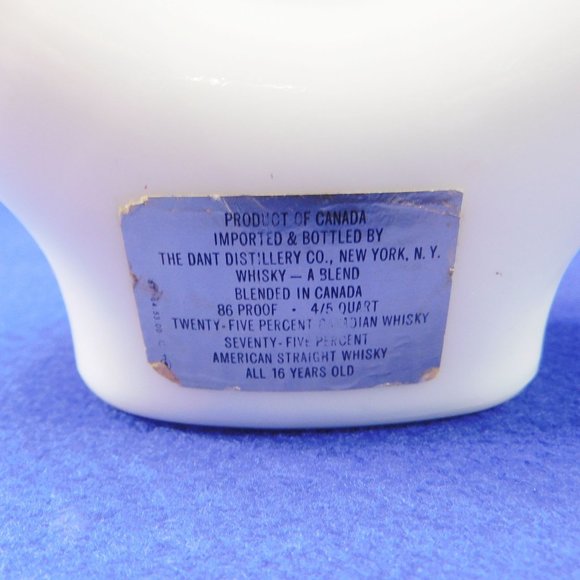 PRODUCT OF CANADA
IMPORTED & BOTTLED BY
THE DANT DISTILLERY CO., NEW YORK, N. Y.
WHISKY — A BLEND
BLENDED IN CANADA
86 PROOF · 4/5 QUART
TWENTY-FIVE PERCENT CANADIAN WHISKY
SEVENTY-FIVE PERCENT
AMERICAN STRAIGHT WHISKY
ALL 16 YEARS OLD